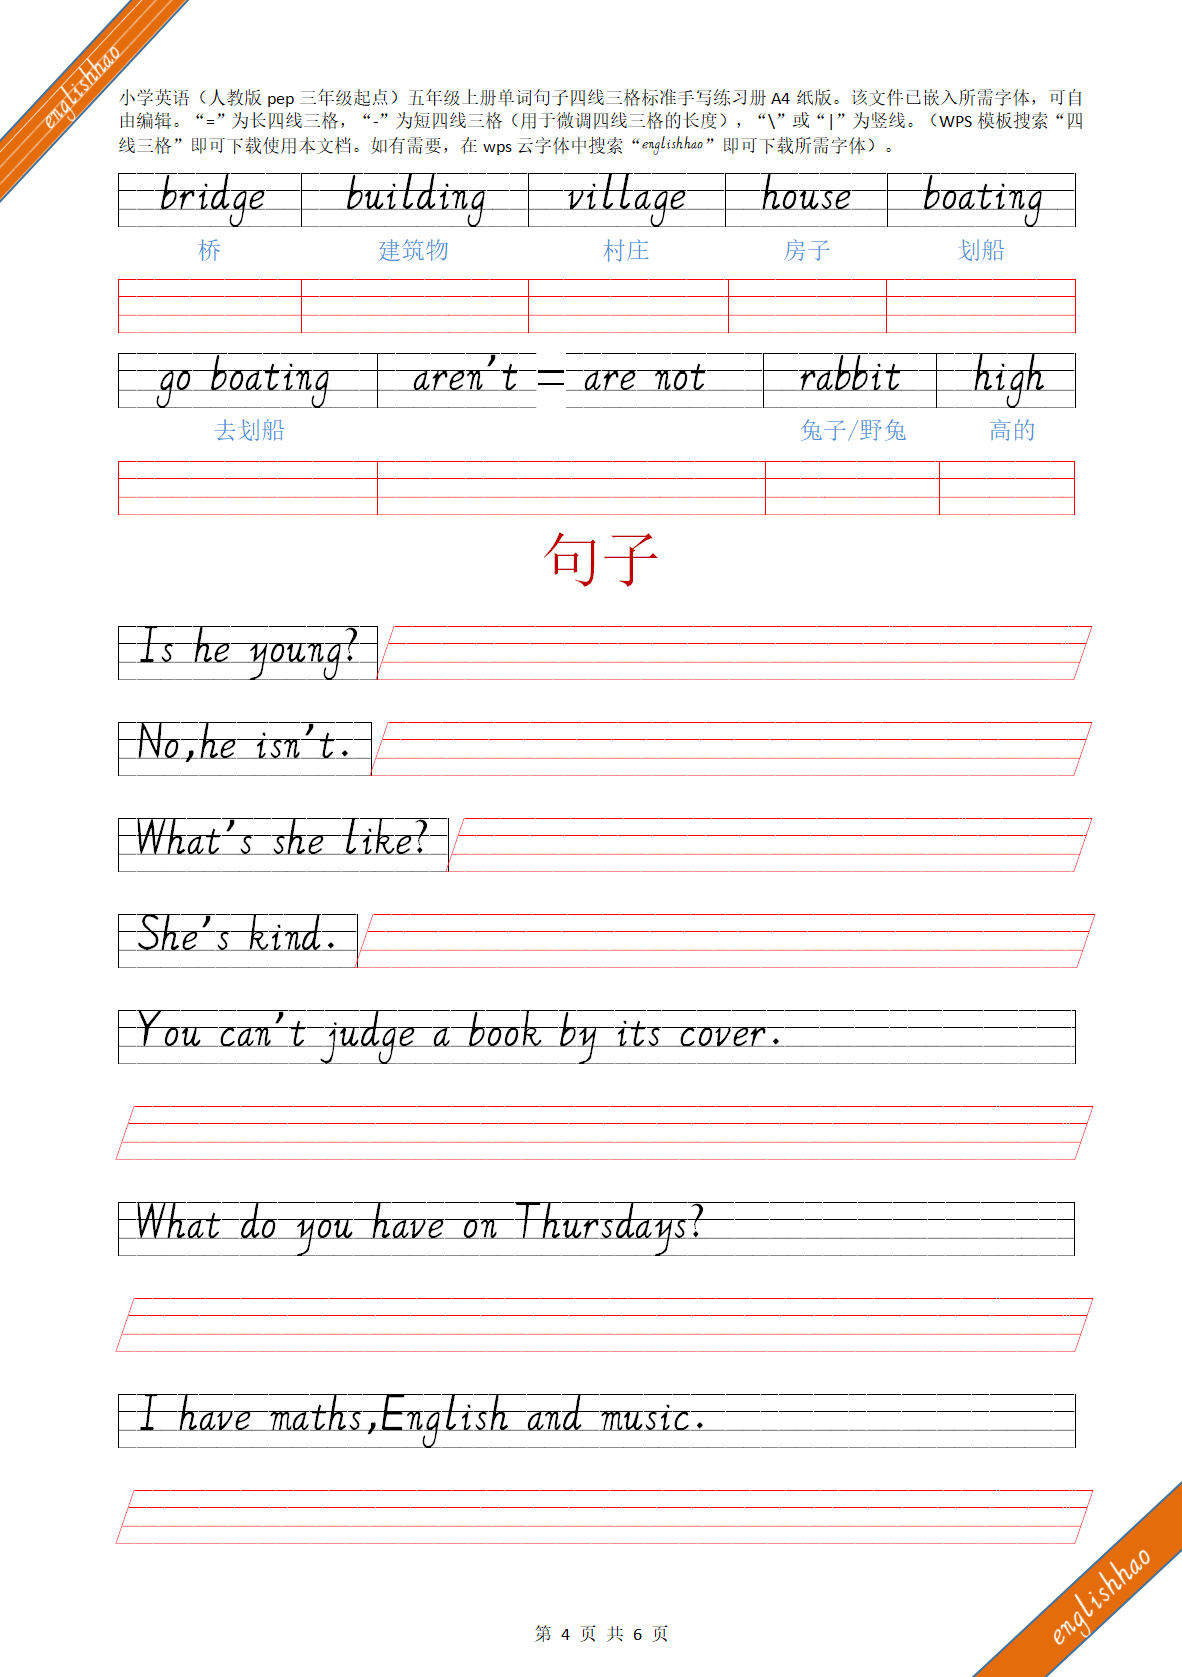 englishhao
小学英语（人教版 pep 三年级起点）五年级上册单词句子四线三格标准手写练习册 A4 纸版。该文件已嵌入所需字体，可自
由编辑。“=”为长四线三格，“-”为短四线三格（用于微调四线三格的长度），“\”或“|”为竖线。（WPS 模板搜索“四
线三格”即可下载使用本文档。如有需要，在 wps 云字体中搜索“englishhao”即可下载所需字体）。
bridge building village house boating
桥 建筑物 村庄 房子 划船
go boating aren't = are not rabbit high
去划船 兔子/野兔 高的
句子
Is he young?
No,he isn't.
What's she like?
She's kind.
You can't judge a book by its cover.
What do you have on Thursdays?
I have maths,English and music.
englishhao
第 4 页 共 6 页